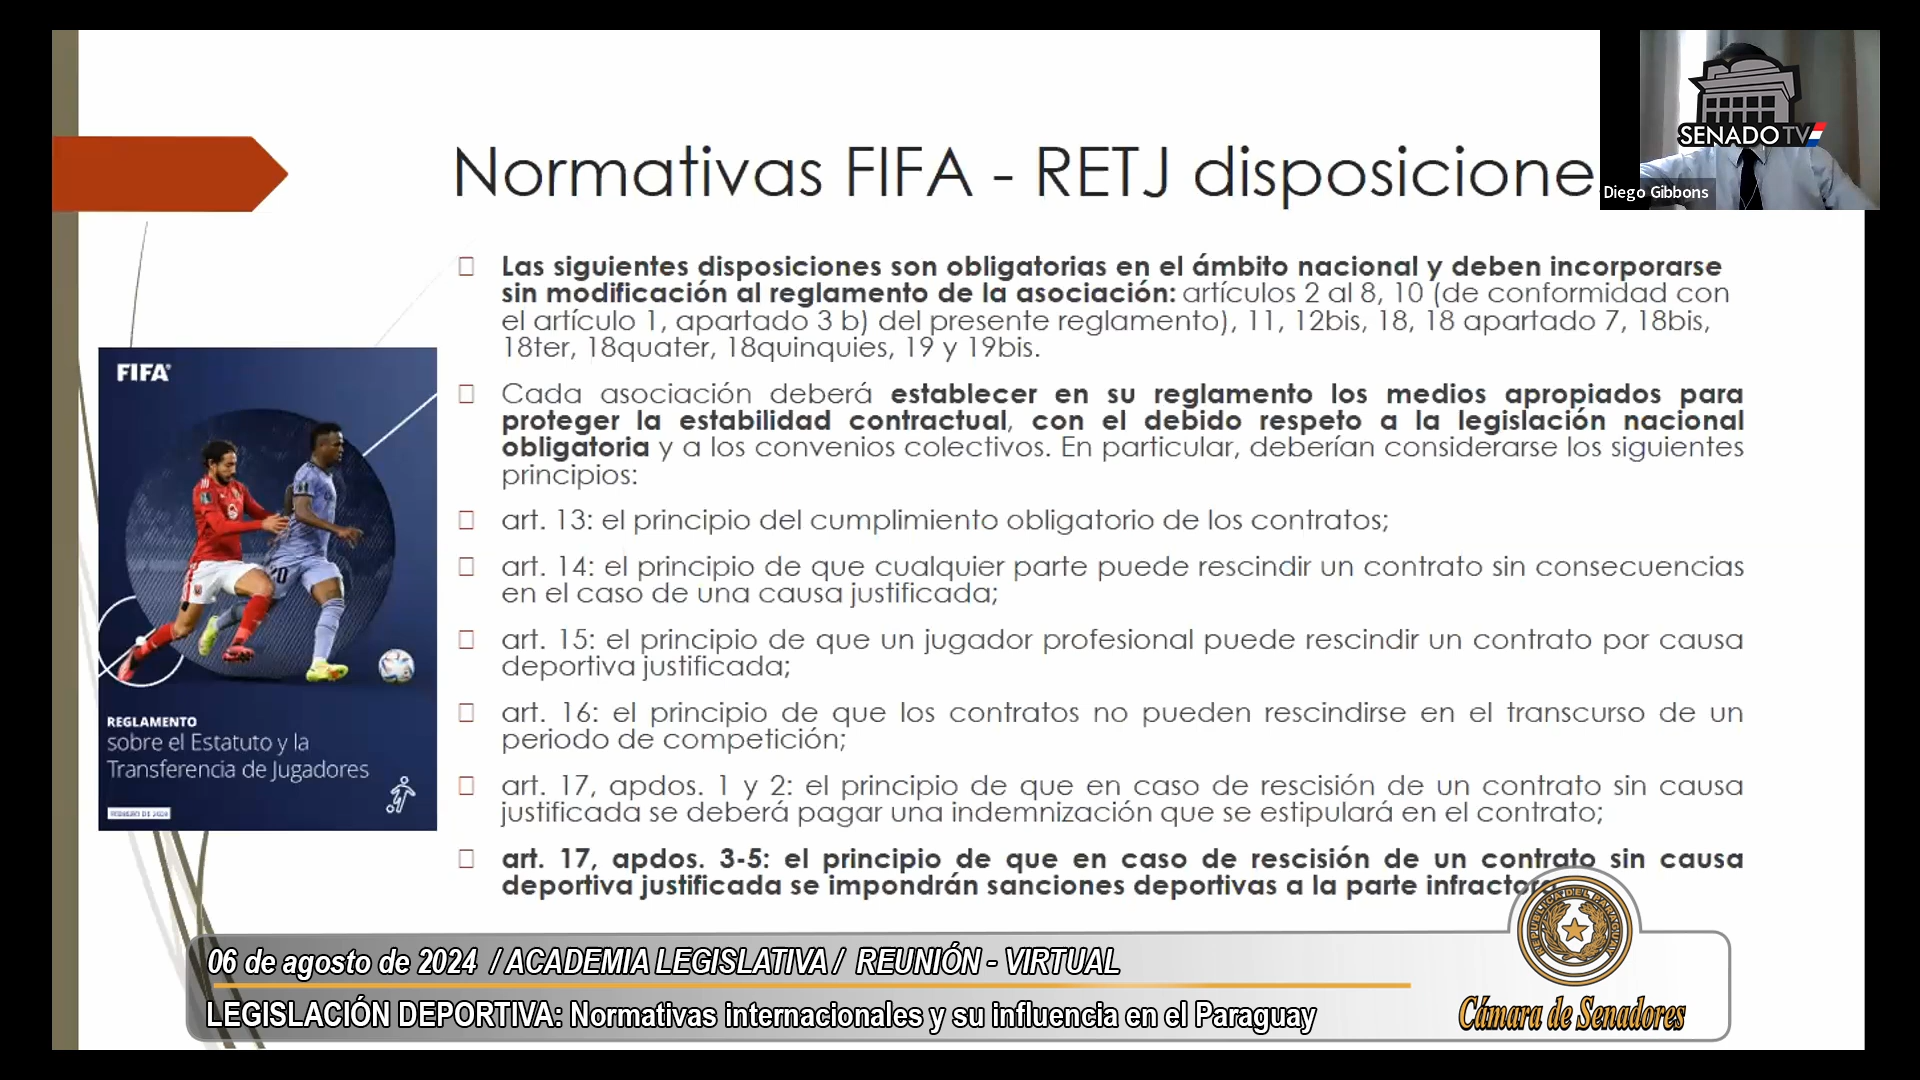 SENADO TV
Diego Gibbons
Normativas FIFA - RETJ disposicione
Las siguientes disposiciones son obligatorias en el ámbito nacional y deben incorporarse
sin modificación al reglamento de la asociación: artículos 2 al 8, 10 (de conformidad con
el artículo 1, apartado 3 b) del presente reglamento), 11, 12bis, 18, 18 apartado 7, 18bis,
18ter, 18quater, 18quinquies, 19 y 19bis.
Cada asociación deberá establecer en su reglamento los medios apropiados para
proteger la estabilidad contractual, con el debido respeto a la legislación nacional
obligatoria y a los convenios colectivos. En particular, deberían considerarse los siguientes
principios:
art. 13: el principio del cumplimiento obligatorio de los contratos;
art. 14: el principio de que cualquier parte puede rescindir un contrato sin consecuencias
en el caso de una causa justificada;
art. 15: el principio de que un jugador profesional puede rescindir un contrato por causa
deportiva justificada;
art. 16: el principio de que los contratos no pueden rescindirse en el transcurso de un
periodo de competición;
art. 17, apdos. 1 y 2: el principio de que en caso de rescisión de un contrato sin causa
justificada se deberá pagar una indemnización que se estipulará en el contrato;
art. 17, apdos. 3-5: el principio de que en caso de rescisión de un contrato sin causa
deportiva justificada se impondrán sanciones deportivas a la parte infractora
FIFA
20
REGLAMENTO
sobre el Estatuto y la
Transferencia de Jugadores
REPUBLICA DEL PARAGUAY
06 de agosto de 2024 / ACADEMIA LEGISLATIVA / REUNIÓN - VIRTUAL
LEGISLACIÓN DEPORTIVA: Normativas internacionales y su influencia en el Paraguay
Cámara de Senadores